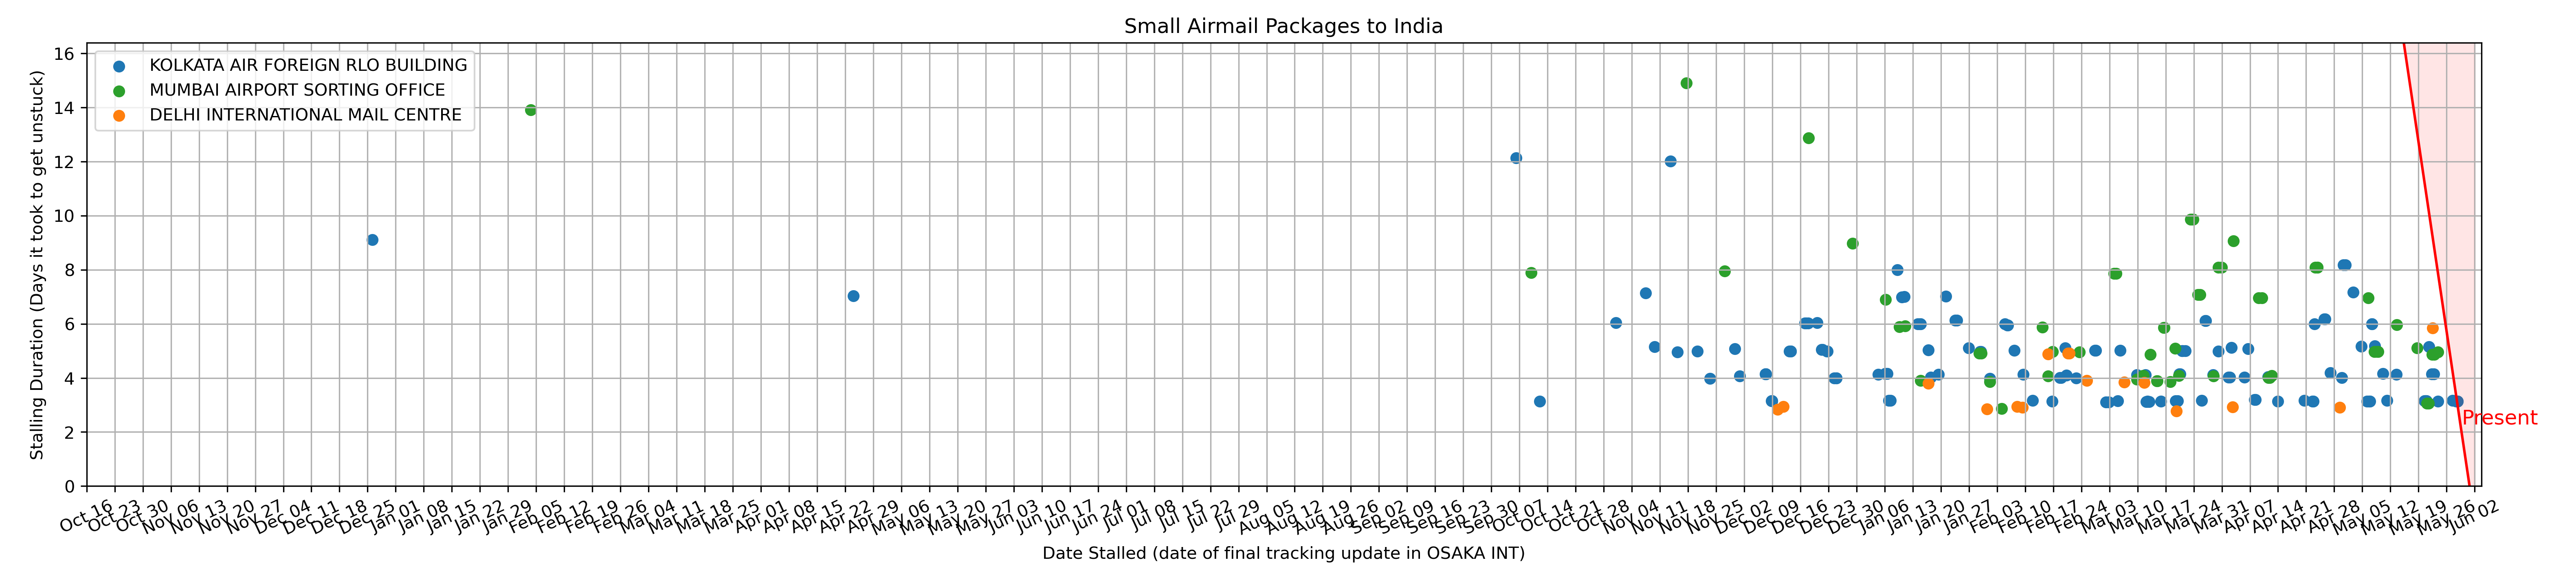 Small Airmail Packages to India
Stalling Duration (Days it took to get unstuck)
16
14
12
10
8
6
4
2
0
KOLKATA AIR FOREIGN RLO BUILDING
MUMBAI AIRPORT SORTING OFFICE
DELHI INTERNATIONAL MAIL CENTRE
Present
Oct 16
Oct 23
Oct 30
Nov 06
Nov 13
Nov 20
Nov 27
Dec 04
Dec 11
Dec 18
Dec 25
Jan 01
Jan 08
Jan 15
Jan 22
Jan 29
Feb 05
Feb 12
Feb 19
Feb 26
Mar 04
Mar 11
Mar 18
Mar 25
Apr 01
Apr 08
Apr 15
Apr 22
Apr 29
May 06
May 13
May 20
May 27
Jun 03
Jun 10
Jun 17
Jun 24
Jul 01
Jul 08
Jul 15
Jul 22
Jul 29
Aug 05
Aug 12
Aug 19
Aug 26
Sep 02
Sep 09
Sep 16
Sep 23
Sep 30
Oct 07
Oct 14
Oct 21
Oct 28
Nov 04
Nov 11
Nov 18
Nov 25
Dec 02
Dec 09
Dec 16
Dec 23
Dec 30
Jan 06
Jan 13
Jan 20
Jan 27
Feb 03
Feb 10
Feb 17
Feb 24
Mar 03
Mar 10
Mar 17
Mar 24
Mar 31
Apr 07
Apr 14
Apr 21
Apr 28
May 05
May 12
May 19
May 26
Jun 02
Date Stalled (date of final tracking update in OSAKA INT)